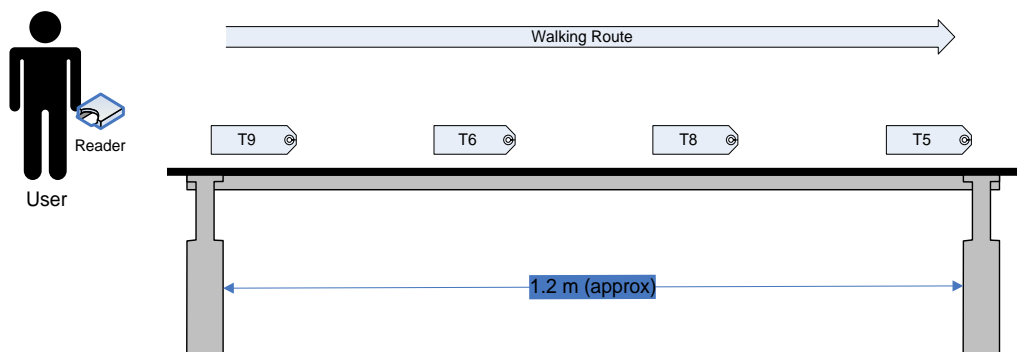 Walking Route
T9
T6
T8
T5
Reader
User
1.2 m (approx)